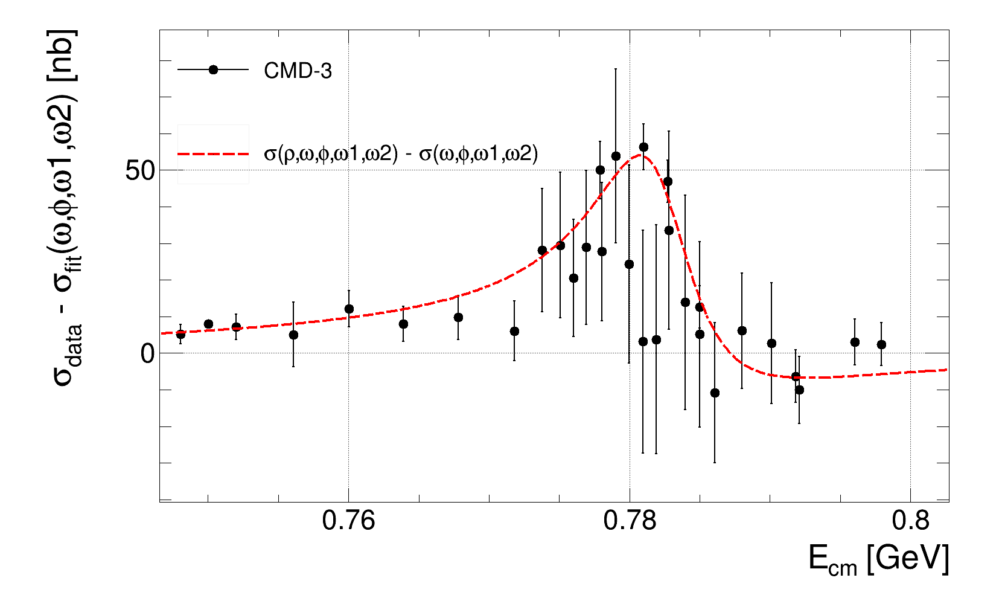 σdata - σfit(ω,ϕ,ω1,ω2) [nb]
CMD-3
σ(ρ,ω,ϕ,ω1,ω2) - σ(ω,ϕ,ω1,ω2)
50
0
0.76 0.78 0.8
Ecm [GeV]